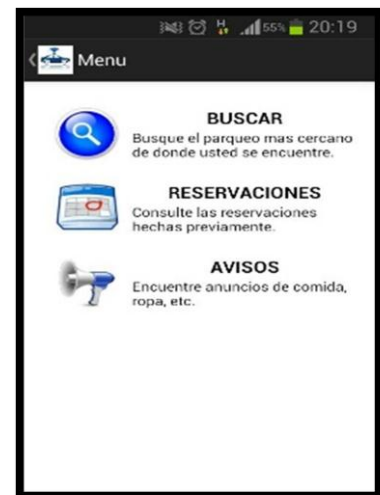 H 55% 20:19
Menu
BUSCAR
Busque el parqueo mas cercano
de donde usted se encuentre.
RESERVACIONES
Consulte las reservaciones
hechas previamente.
AVISOS
Encuentre anuncios de comida,
ropa, etc.